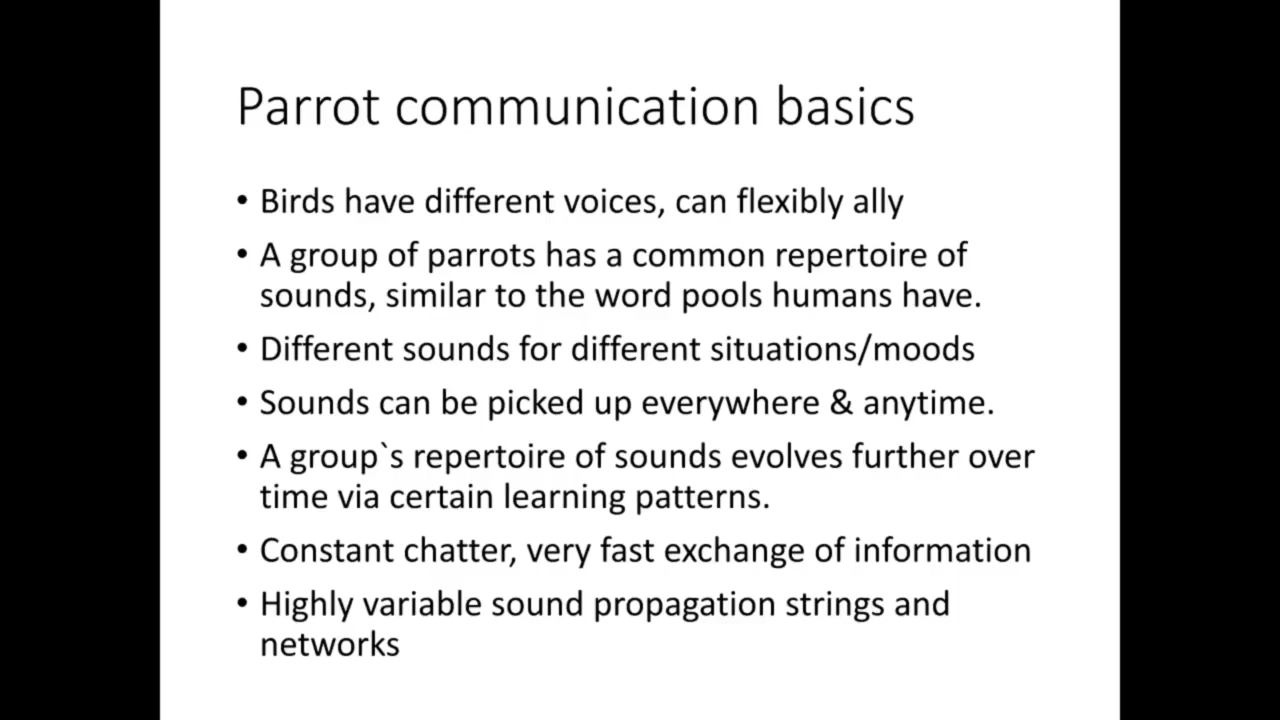 Parrot communication basics
• Birds have different voices, can flexibly ally
• A group of parrots has a common repertoire of
sounds, similar to the word pools humans have.
• Different sounds for different situations/moods
• Sounds can be picked up everywhere & anytime.
• A group`s repertoire of sounds evolves further over
time via certain learning patterns.
• Constant chatter, very fast exchange of information
• Highly variable sound propagation strings and
networks